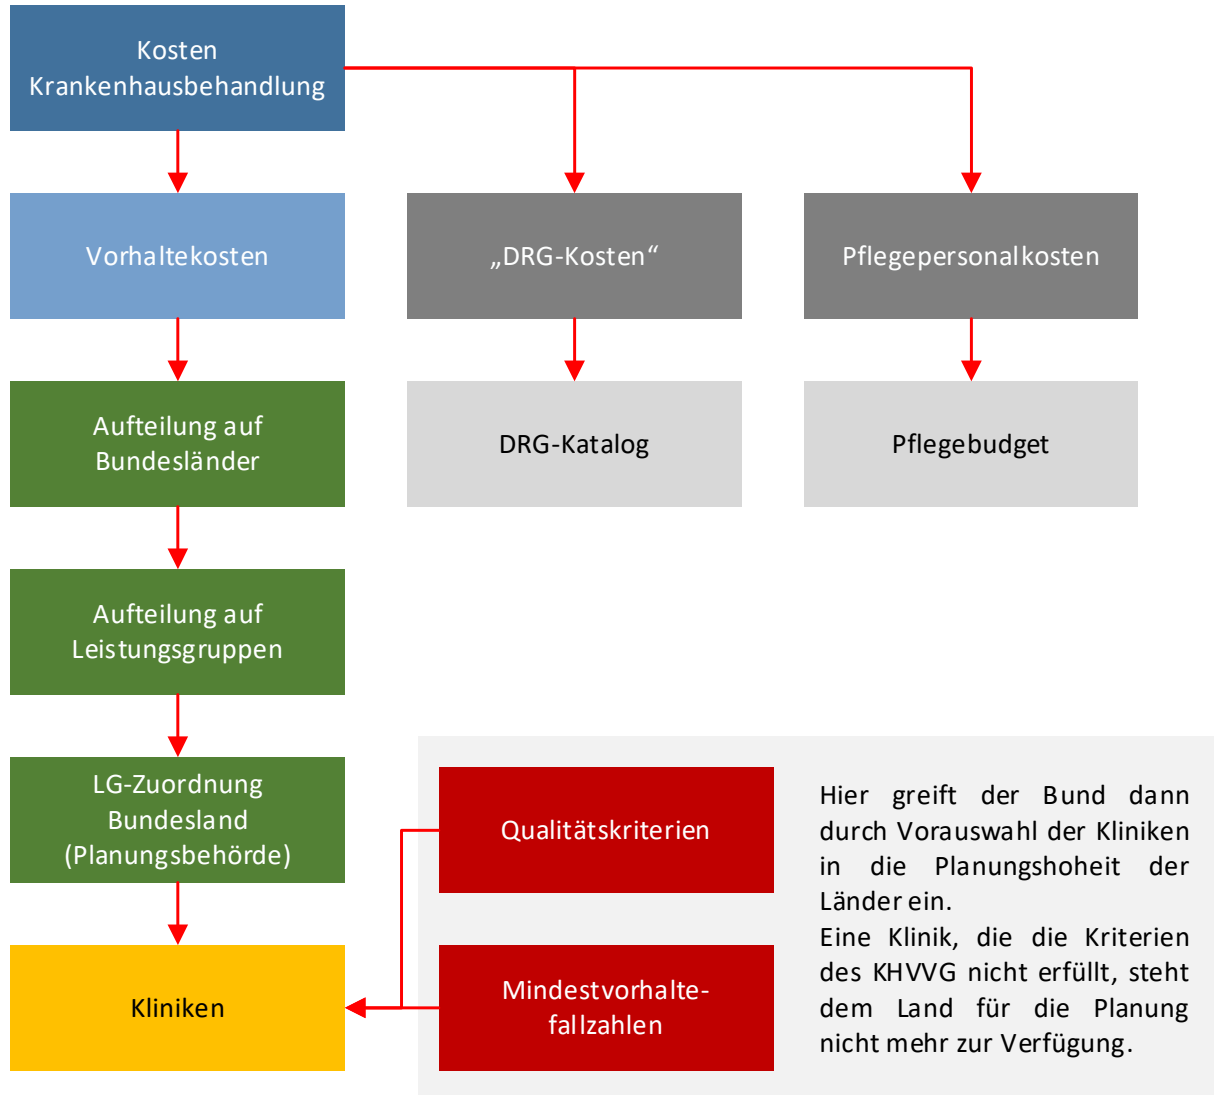 Kosten
Krankenhausbehandlung
Vorhaltekosten
„DRG-Kosten“
Pflegepersonalkosten
Aufteilung auf
Bundesländer
DRG-Katalog
Pflegebudget
Aufteilung auf
Leistungsgruppen
LG-Zuordnung
Bundesland
(Planungsbehörde)
Qualitätskriterien
Kliniken
Mindestvorhalte-
fallzahlen
Hier greift der Bund dann
durch Vorauswahl der Kliniken
in die Planungshoheit der
Länder ein.
Eine Klinik, die die Kriterien
des KHVVG nicht erfüllt, steht
dem Land für die Planung
nicht mehr zur Verfügung.